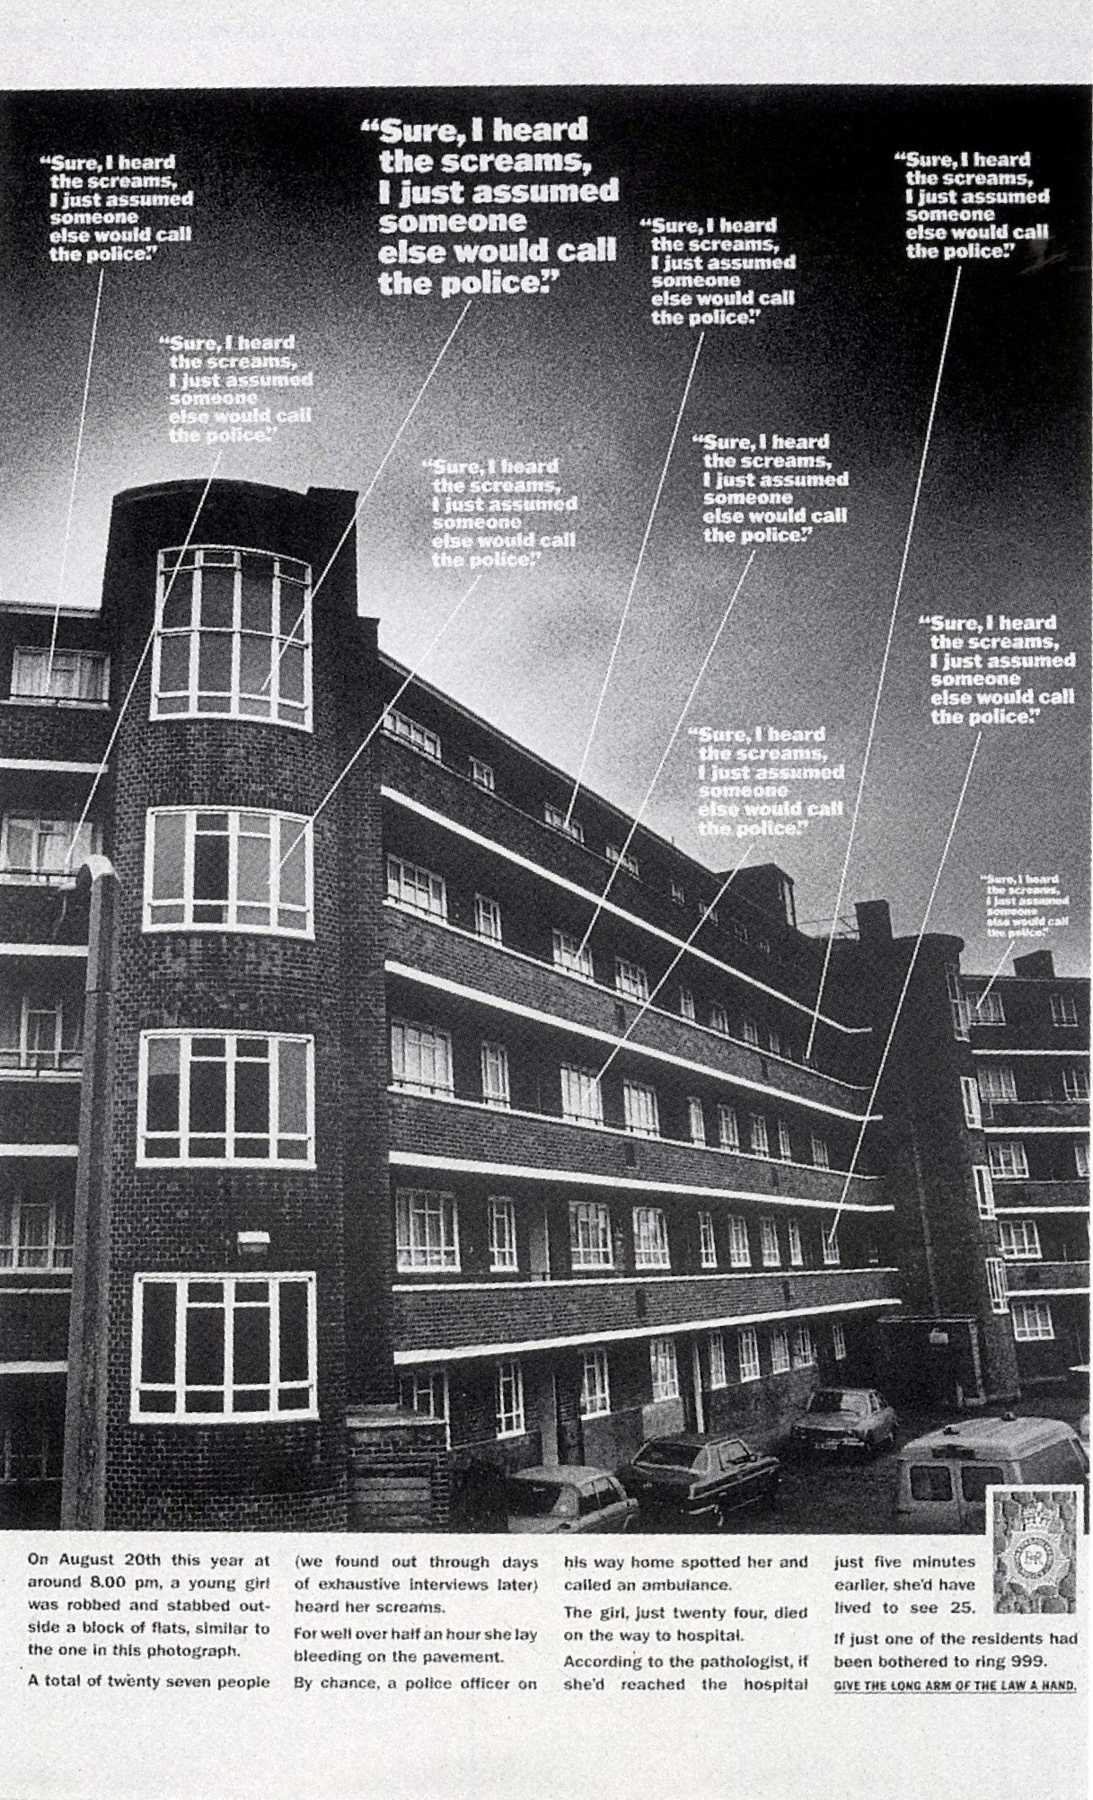 “Sure, I heard
the screams,
I just assumed
someone
else would call
the police.”
“Sure, I heard
the screams,
I just assumed
someone
else would call
the police.”
“Sure, I heard
the screams,
I just assumed
someone
else would call
the police.”
“Sure, I heard
the screams,
I just assumed
someone
else would call
the police.”
“Sure, I heard
the screams,
I just assumed
someone
else would call
the police.”
“Sure, I heard
the screams,
I just assumed
someone
else would call
the police.”
“Sure, I heard
the screams,
I just assumed
someone
else would call
the police.”
“Sure, I heard
the screams,
I just assumed
someone
else would call
the police.”
“Sure, I heard
the screams,
I just assumed
someone
else would call
the police.”
“Sure, I heard
the screams,
I just assumed
someone
else would call
the police.”
On August 20th this year at
around 8.00 pm, a young girl
was robbed and stabbed out-
side a block of flats, similar to
the one in this photograph.
A total of twenty seven people
(we found out through days
of exhaustive interviews later)
heard her screams.
For well over half an hour she lay
bleeding on the pavement.
By chance, a police officer on
his way home spotted her and
called an ambulance.
The girl, just twenty four, died
on the way to hospital.
According to the pathologist, if
she'd reached the hospital
just five minutes
earlier, she'd have
lived to see 25.
If just one of the residents had
been bothered to ring 999.
GIVE THE LONG ARM OF THE LAW A HAND.